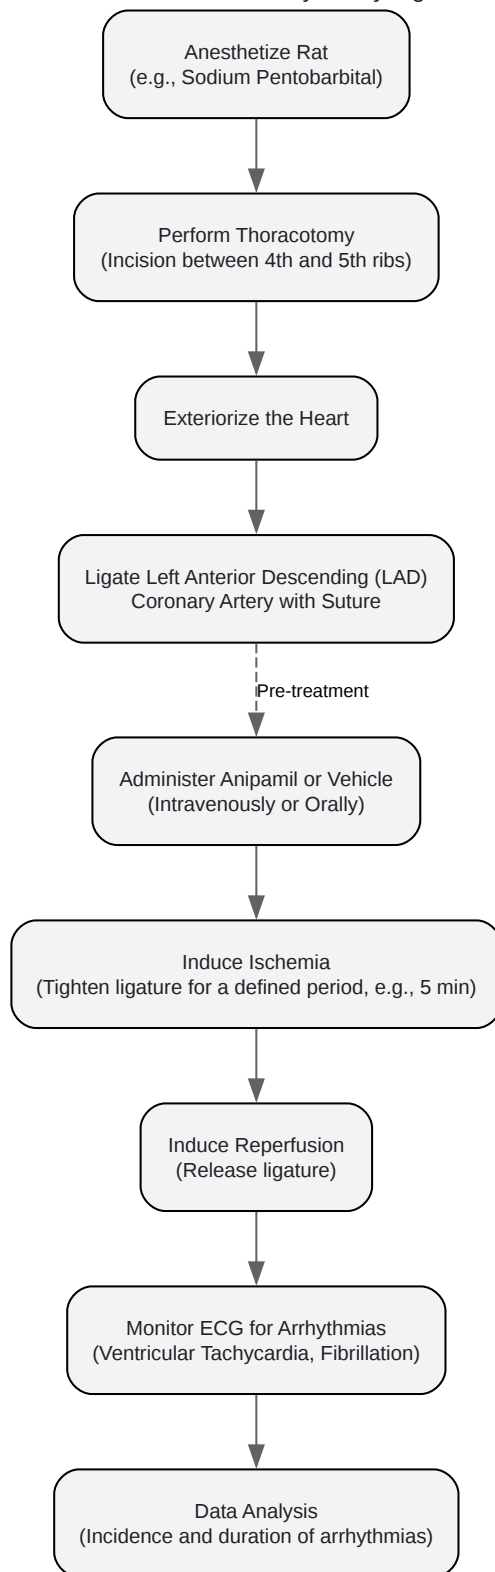 Anesthetize Rat
(e.g., Sodium Pentobarbital)
Perform Thoracotomy
(Incision between 4th and 5th ribs)
Exteriorize the Heart
Ligate Left Anterior Descending (LAD)
Coronary Artery with Suture
Pre-treatment
Administer Anipamil or Vehicle
(Intravenously or Orally)
Induce Ischemia
(Tighten ligature for a defined period, e.g., 5 min)
Induce Reperfusion
(Release ligature)
Monitor ECG for Arrhythmias
(Ventricular Tachycardia, Fibrillation)
Data Analysis
(Incidence and duration of arrhythmias)